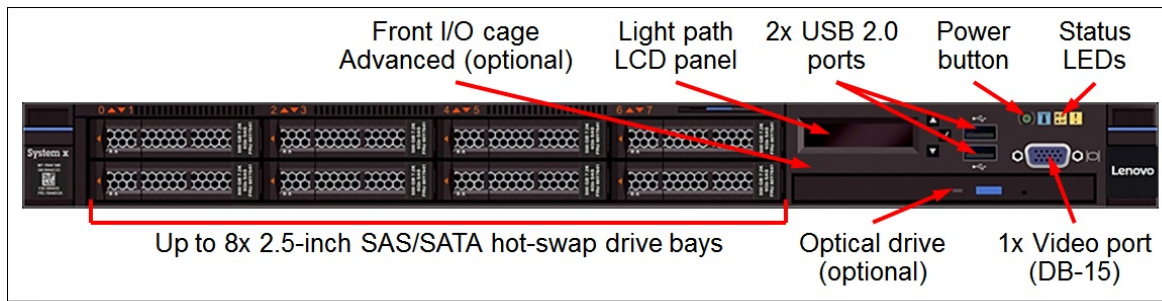 Front I/O cage
Advanced (optional)
Light path
LCD panel
2x USB 2.0
ports
Power
button
Status
LEDs
0 1
2 3
4 5
6 7
System x
Lenovo
Up to 8x 2.5-inch SAS/SATA hot-swap drive bays
Optical drive
(optional)
1x Video port
(DB-15)